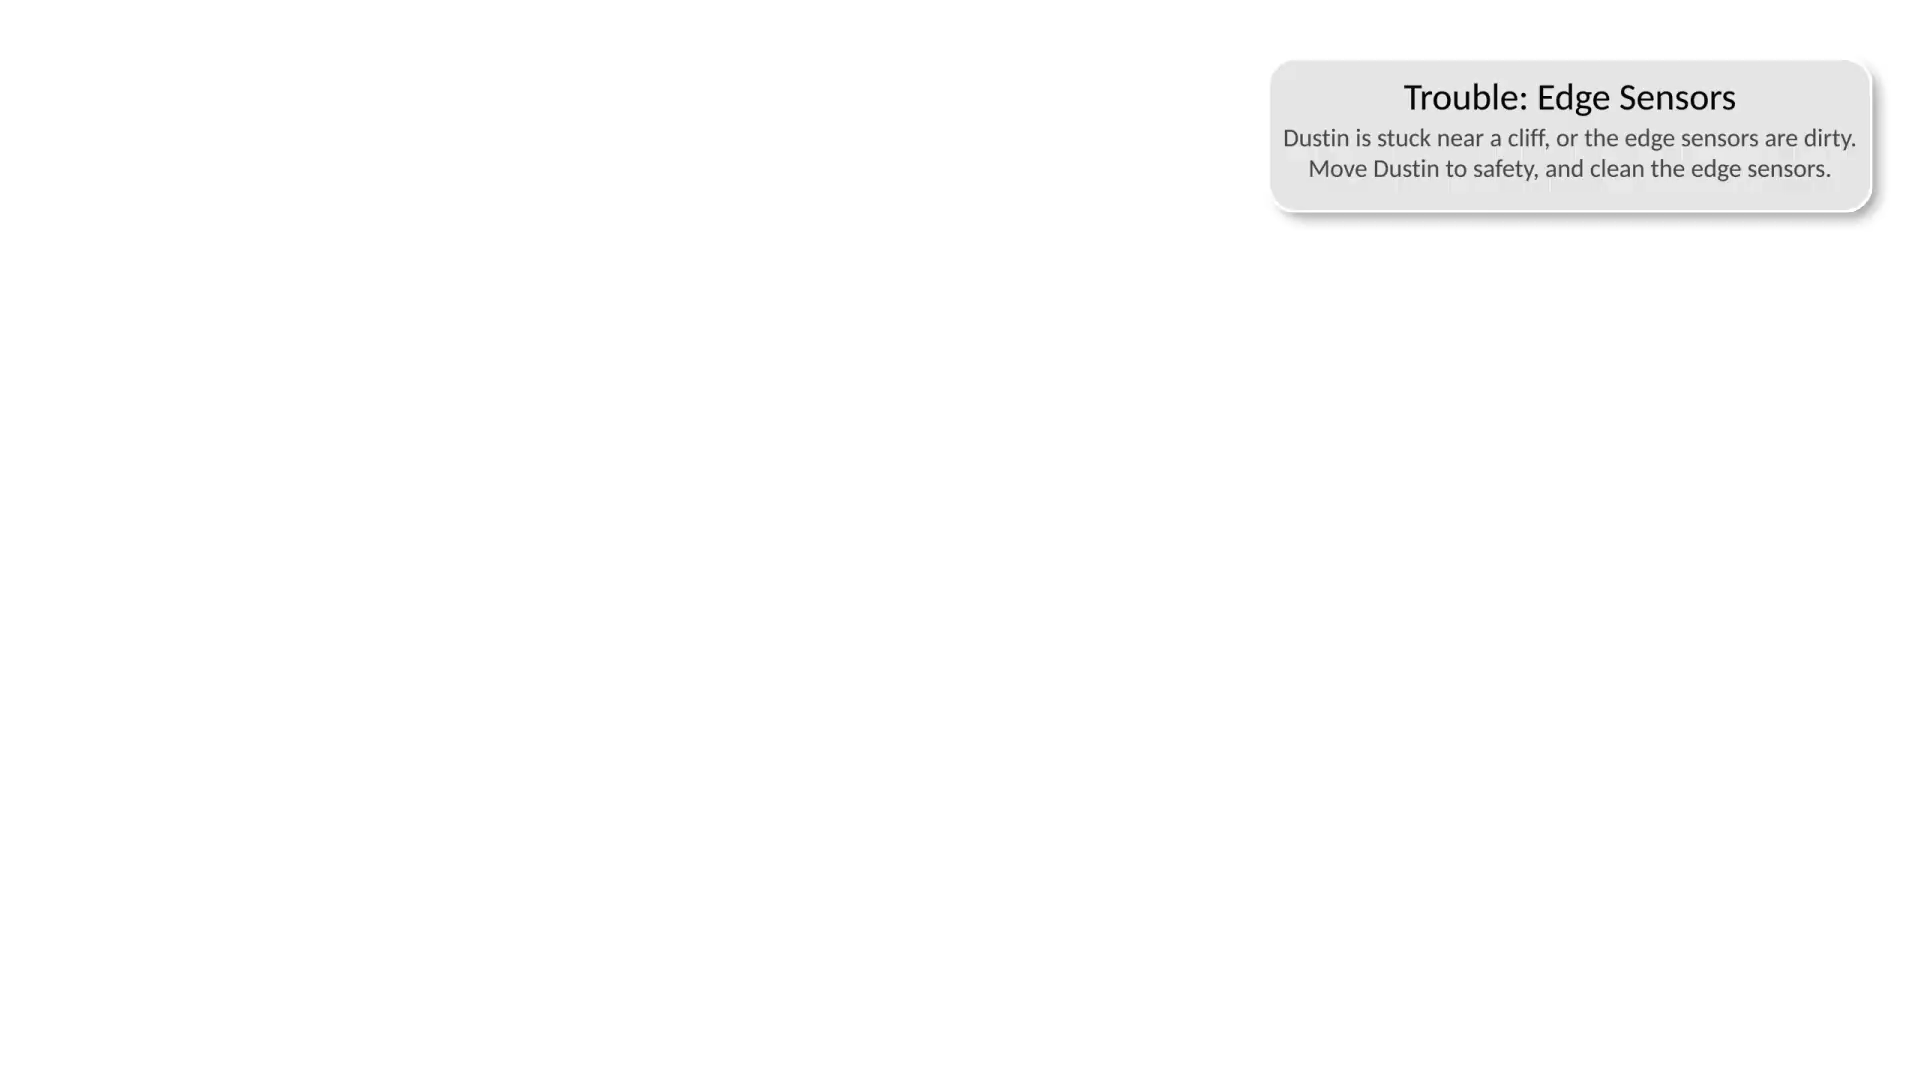 Trouble: Edge Sensors
Dustin is stuck near a cliff, or the edge sensors are dirty.
Move Dustin to safety, and clean the edge sensors.